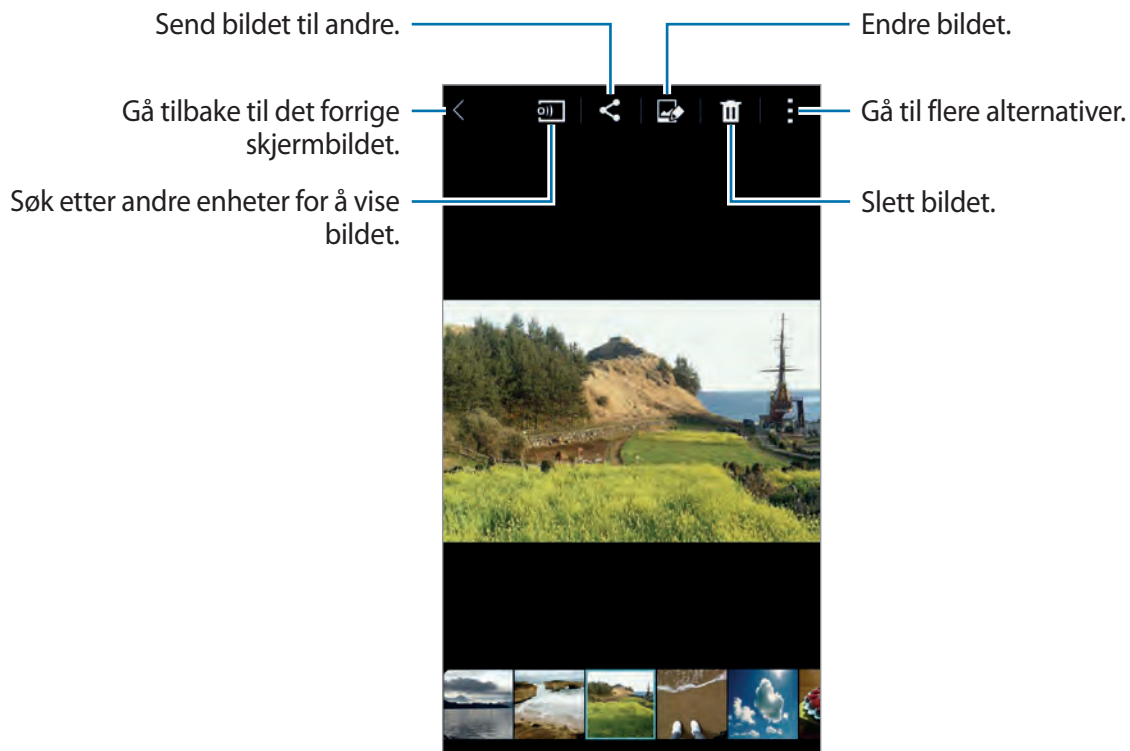 Send bildet til andre.
Endre bildet.
Gå tilbake til det forrige
skjermbildet.
Gå til flere alternativer.
Søk etter andre enheter for å vise
bildet.
Slett bildet.